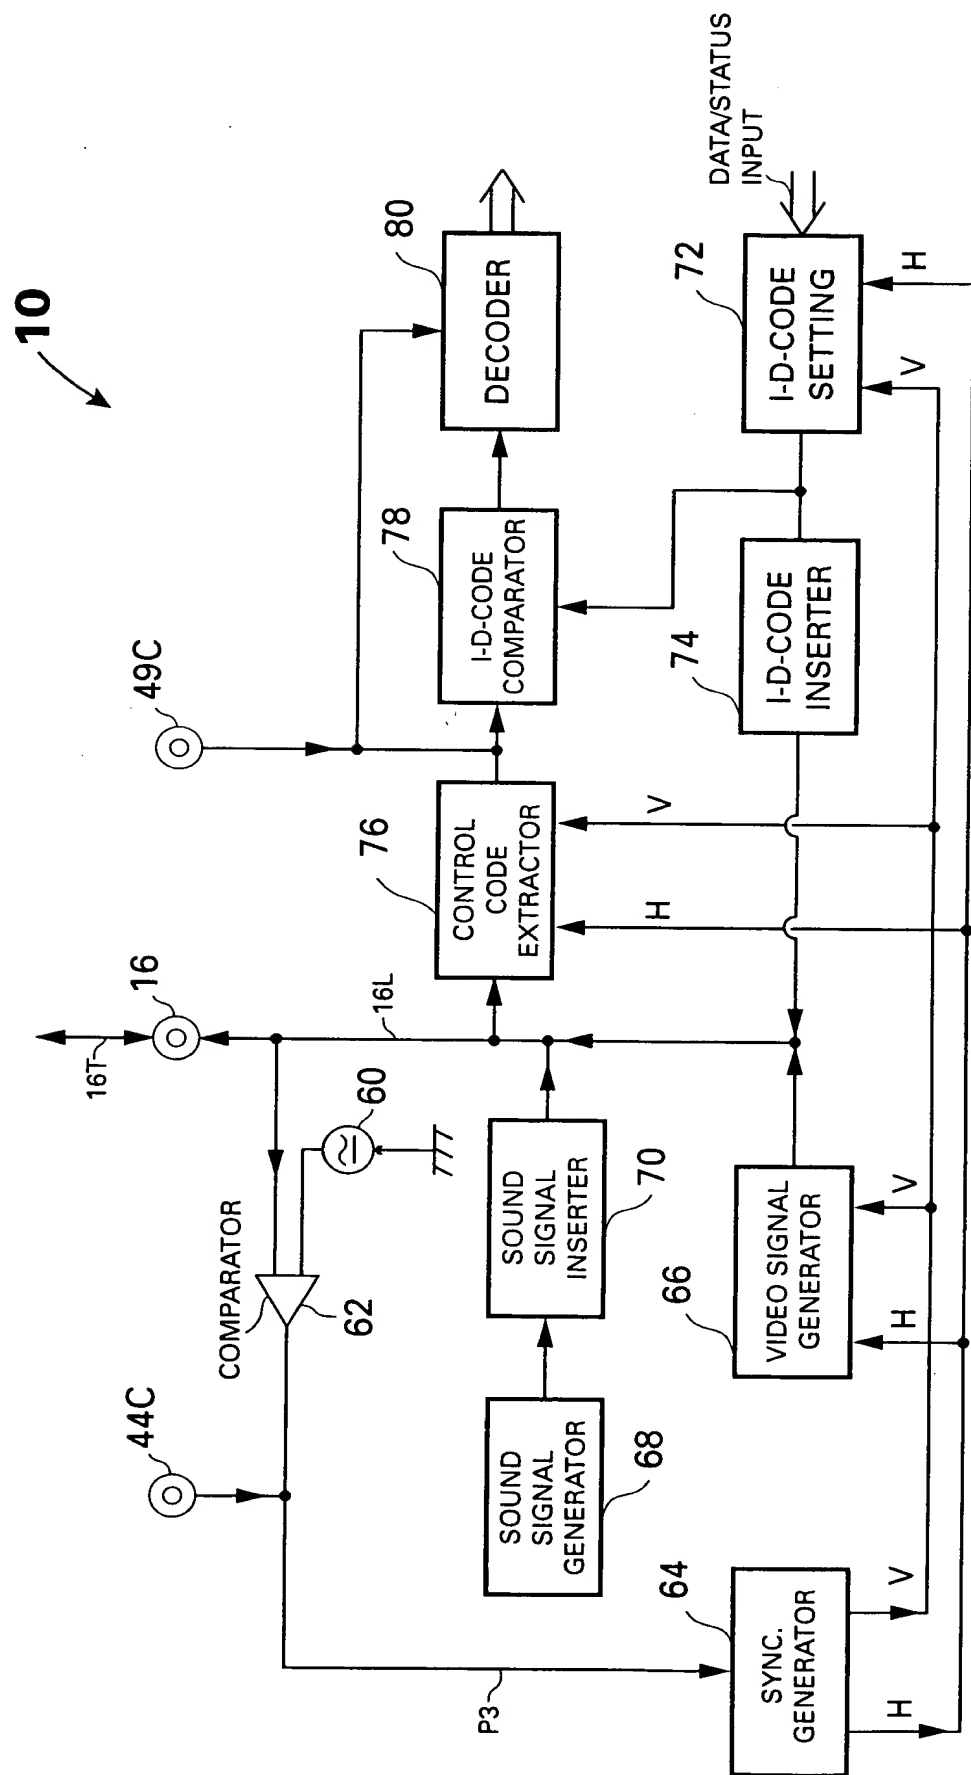 10
44C
COMPARATOR
62
60
16T
16
16L
49C
P3
SOUND
SIGNAL
GENERATOR
68
SOUND
SIGNAL
INSERTER
70
CONTROL
CODE
EXTRACTOR
76
I-D-CODE
COMPARATOR
78
DECODER
80
SYNC.
GENERATOR
64
VIDEO SIGNAL
GENERATOR
66
I-D-CODE
INSERTER
74
I-D-CODE
SETTING
72
DATA/STATUS
INPUT
H
V
H
V
H
V
V
H